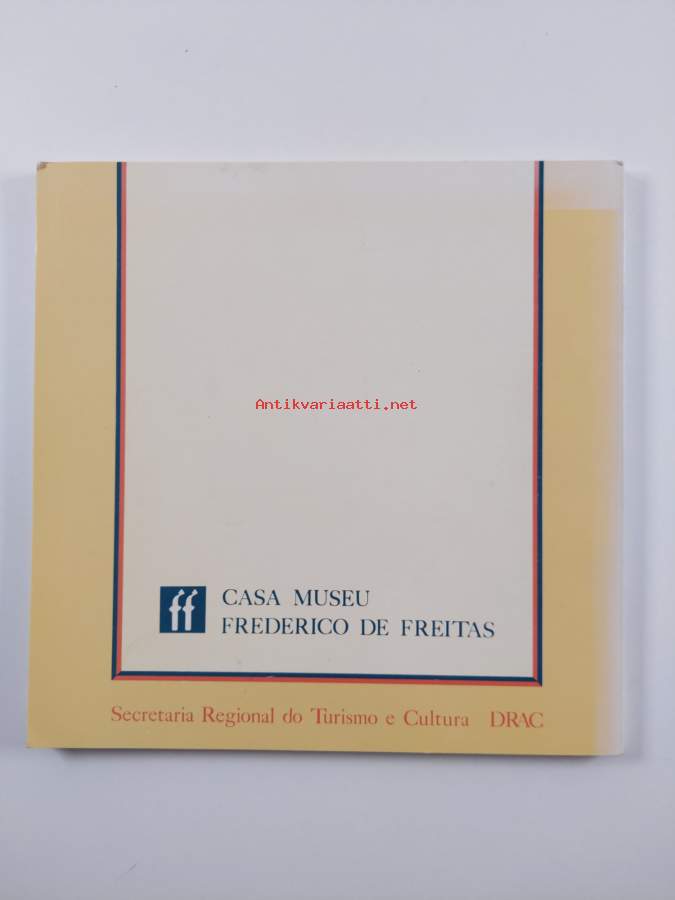 Antikvariaatti.net
ff CASA MUSEU
FREDERICO DE FREITAS
Secretaria Regional do Turismo e Cultura DRAC